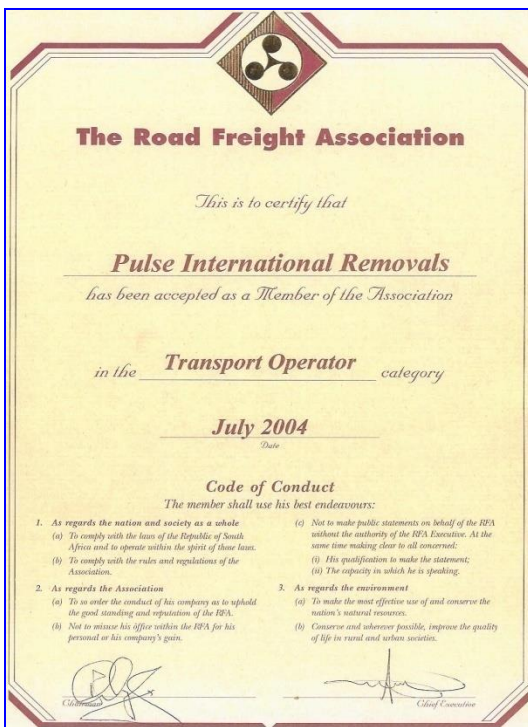 The Road Freight Association
This is to certify that
Pulse International Removals
has been accepted as a Member of the Association
in the Transport Operator category
July 2004
Date
Code of Conduct
The member shall use his best endeavours:
1. As regards the nation and society as a whole
(a) To comply with the laws of the Republic of South
Africa and to operate within the spirit of those laws.
(b) To comply with the rules and regulations of the
Association.
2. As regards the Association
(a) To so order the conduct of his company as to uphold
the good standing and reputation of the RFA.
(b) Not to misuse his office within the RFA for his
personal or his company's gain.
(c) Not to make public statements on behalf of the RFA
without the authority of the RFA Executive. At the
same time making clear to all concerned:
(i) His qualification to make the statement;
(ii) The capacity in which he is speaking.
3. As regards the environment
(a) To make the most effective use of and conserve the
nation's natural resources.
(b) Conserve and wherever possible, improve the quality
of life in rural and urban societies.
Chairman
Chief Executive